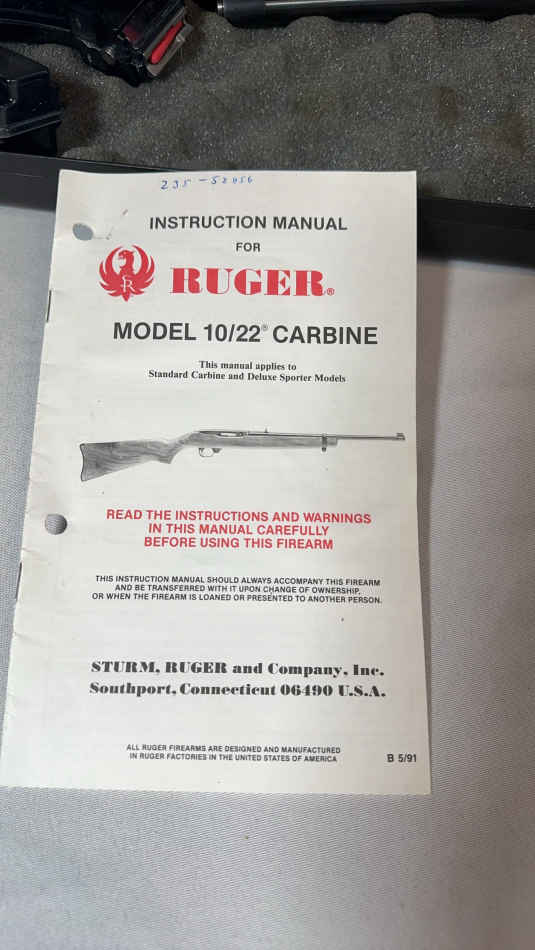 235-52056
INSTRUCTION MANUAL
FOR
RUGER®
MODEL 10/22® CARBINE
This manual applies to
Standard Carbine and Deluxe Sporter Models
READ THE INSTRUCTIONS AND WARNINGS
IN THIS MANUAL CAREFULLY
BEFORE USING THIS FIREARM
THIS INSTRUCTION MANUAL SHOULD ALWAYS ACCOMPANY THIS FIREARM
AND BE TRANSFERRED WITH IT UPON CHANGE OF OWNERSHIP,
OR WHEN THE FIREARM IS LOANED OR PRESENTED TO ANOTHER PERSON.
STURM, RUGER and Company, Inc.
Southport, Connecticut 06490 U.S.A.
ALL RUGER FIREARMS ARE DESIGNED AND MANUFACTURED
IN RUGER FACTORIES IN THE UNITED STATES OF AMERICA
B 5/91